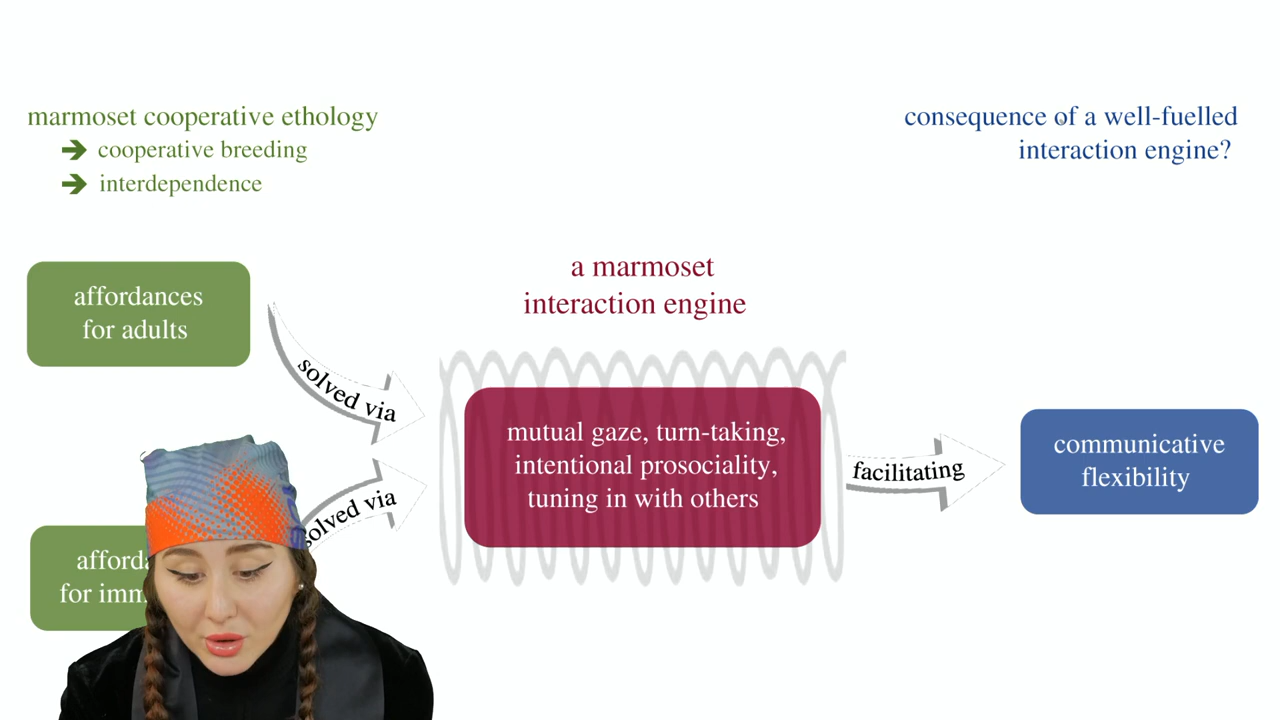 marmoset cooperative ethology
➔ cooperative breeding
➔ interdependence
consequence of a well-fuelled
interaction engine?
a marmoset
interaction engine
affordances
for adults
solved via
mutual gaze, turn-taking,
intentional prosociality,
tuning in with others
facilitating
communicative
flexibility
solved via
for